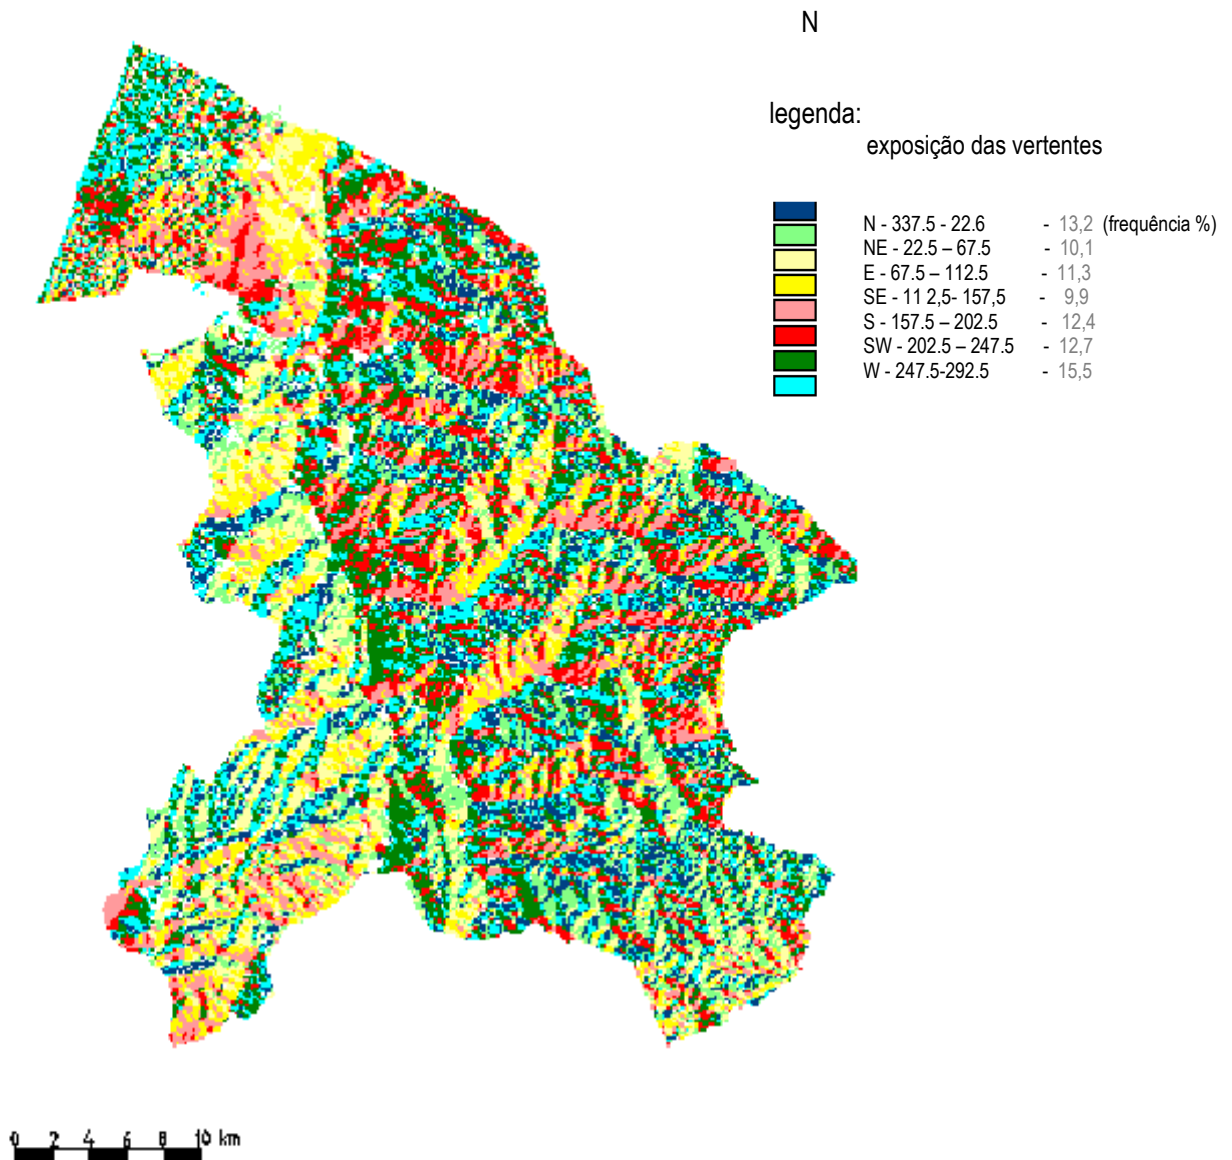 N
legenda:
exposição das vertentes
N - 337.5 - 22.6 - 13,2 (frequência %)
NE - 22.5 – 67.5 - 10,1
E - 67.5 – 112.5 - 11,3
SE - 11 2,5- 157,5 - 9,9
S - 157.5 – 202.5 - 12,4
SW - 202.5 – 247.5 - 12,7
W - 247.5-292.5 - 15,5
0 2 4 6 8 10 km